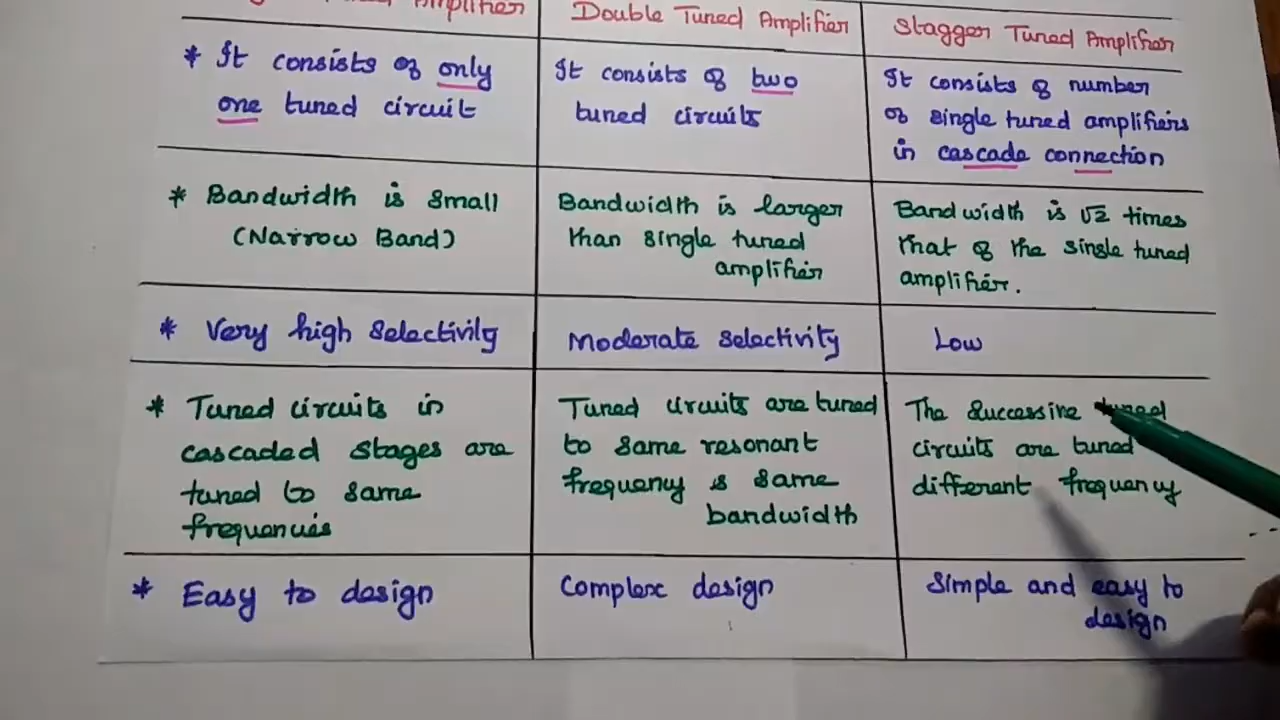 Amplifier
Double Tuned Amplifier
Stagger Tuned Amplifier
* It consists of only
one tuned circuit
It consists of two
tuned circuits
It consists of number
of single tuned amplifiers
in cascade connection
* Bandwidth is small
(Narrow Band)
Bandwidth is larger
than single tuned
amplifier
Bandwidth is √2 times
that of the single tuned
amplifier.
* Very high selectivity
Moderate selectivity
Low
* Tuned circuits in
cascaded stages are
tuned to same
frequencies
Tuned circuits are tuned
to same resonant
frequency & same
bandwidth
The successive tuned
circuits are tuned
different frequency
* Easy to design
Complex design
Simple and easy to
design